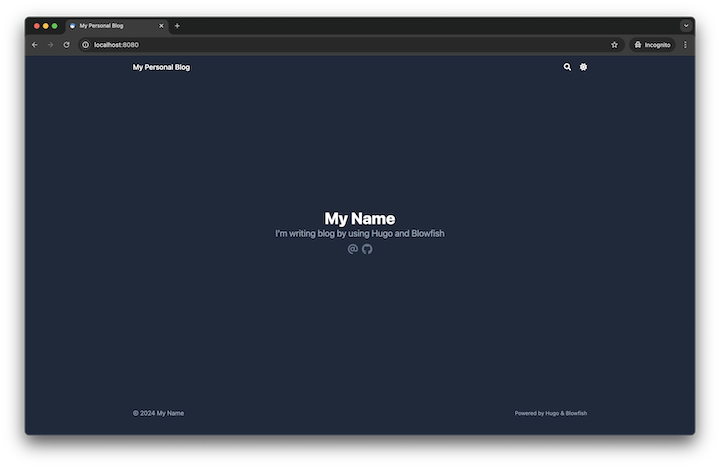 My Personal Blog
localhost:8080
Incognito
My Personal Blog
My Name
I'm writing blog by using Hugo and Blowfish
© 2024 My Name
Powered by Hugo & Blowfish